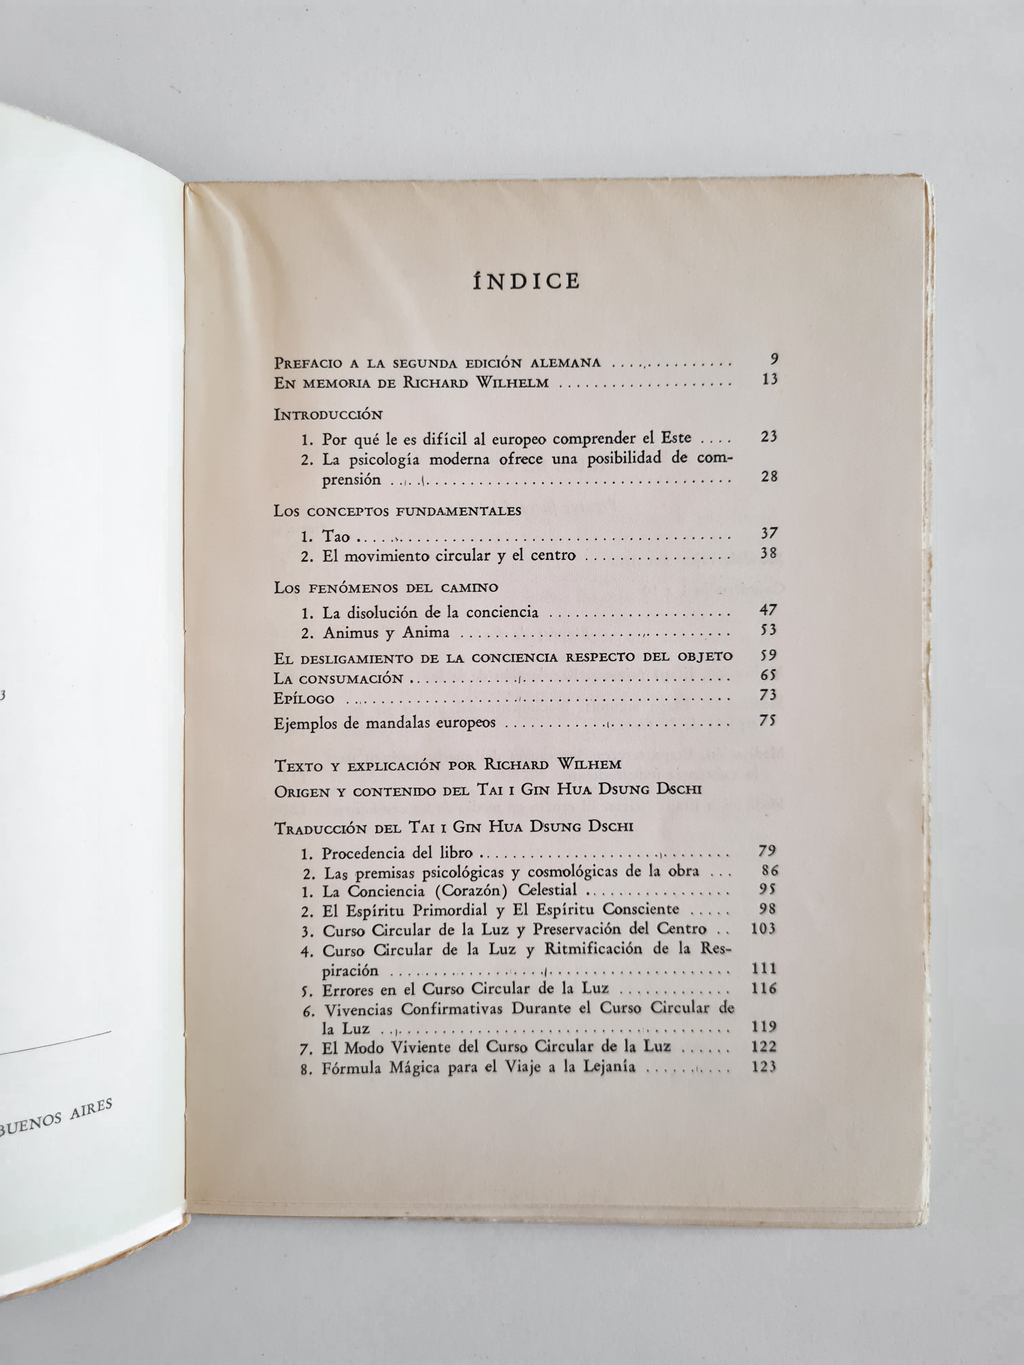 ÍNDICE
PREFACIO A LA SEGUNDA EDICIÓN ALEMANA . . . . . . . . . . . . . . . 9
EN MEMORIA DE RICHARD WILHELM . . . . . . . . . . . . . . . . . . . . 13
INTRODUCCIÓN
1. Por qué le es difícil al europeo comprender el Este . . . . 23
2. La psicología moderna ofrece una posibilidad de com-
prensión . . . . . . . . . . . . . . . . . . . . . . . . . . . . . . . . . . . . . 28
LOS CONCEPTOS FUNDAMENTALES
1. Tao . . . . . . . . . . . . . . . . . . . . . . . . . . . . . . . . . . . . . . . . 37
2. El movimiento circular y el centro . . . . . . . . . . . . . . . . . 38
LOS FENÓMENOS DEL CAMINO
1. La disolución de la conciencia . . . . . . . . . . . . . . . . . . . . . 47
2. Animus y Anima . . . . . . . . . . . . . . . . . . . . . . . . . . . . . . 53
EL DESLIGAMIENTO DE LA CONCIENCIA RESPECTO DEL OBJETO 59
LA CONSUMACIÓN . . . . . . . . . . . . . . . . . . . . . . . . . . . . . . . . . . . 65
EPÍLOGO . . . . . . . . . . . . . . . . . . . . . . . . . . . . . . . . . . . . . . . . . . 73
Ejemplos de mandalas europeos . . . . . . . . . . . . . . . . . . . . . . . . . 75
TEXTO Y EXPLICACIÓN POR RICHARD WILHEM
ORIGEN Y CONTENIDO DEL TAI I GIN HUA DSUNG DSCHI
TRADUCCIÓN DEL TAI I GIN HUA DSUNG DSCHI
1. Procedencia del libro . . . . . . . . . . . . . . . . . . . . . . . . . . . . 79
2. Las premisas psicológicas y cosmológicas de la obra . . . 86
1. La Conciencia (Corazón) Celestial . . . . . . . . . . . . . . . . . 95
2. El Espíritu Primordial y El Espíritu Consciente . . . . . 98
3. Curso Circular de la Luz y Preservación del Centro . . 103
4. Curso Circular de la Luz y Ritmificación de la Res-
piración . . . . . . . . . . . . . . . . . . . . . . . . . . . . . . . . . . . . . . 111
5. Errores en el Curso Circular de la Luz . . . . . . . . . . . . . 116
6. Vivencias Confirmativas Durante el Curso Circular de
la Luz . . . . . . . . . . . . . . . . . . . . . . . . . . . . . . . . . . . . . . . 119
7. El Modo Viviente del Curso Circular de la Luz . . . . . . 122
8. Fórmula Mágica para el Viaje a la Lejanía . . . . . . . . . . 123
3
BUENOS AIRES